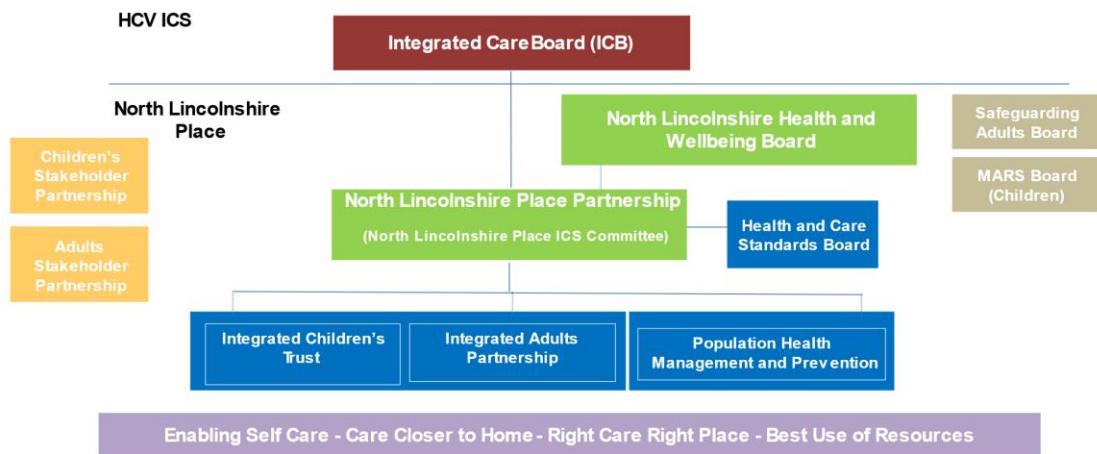 HCV ICS
Integrated Care Board (ICB)
North Lincolnshire
Place
North Lincolnshire Health and
Wellbeing Board
Safeguarding
Adults Board
Children's
Stakeholder
Partnership
MARS Board
(Children)
North Lincolnshire Place Partnership
(North Lincolnshire Place ICS Committee)
Health and Care
Standards Board
Adults
Stakeholder
Partnership
Integrated Children's
Trust
Integrated Adults
Partnership
Population Health
Management and Prevention
Enabling Self Care - Care Closer to Home - Right Care Right Place - Best Use of Resources